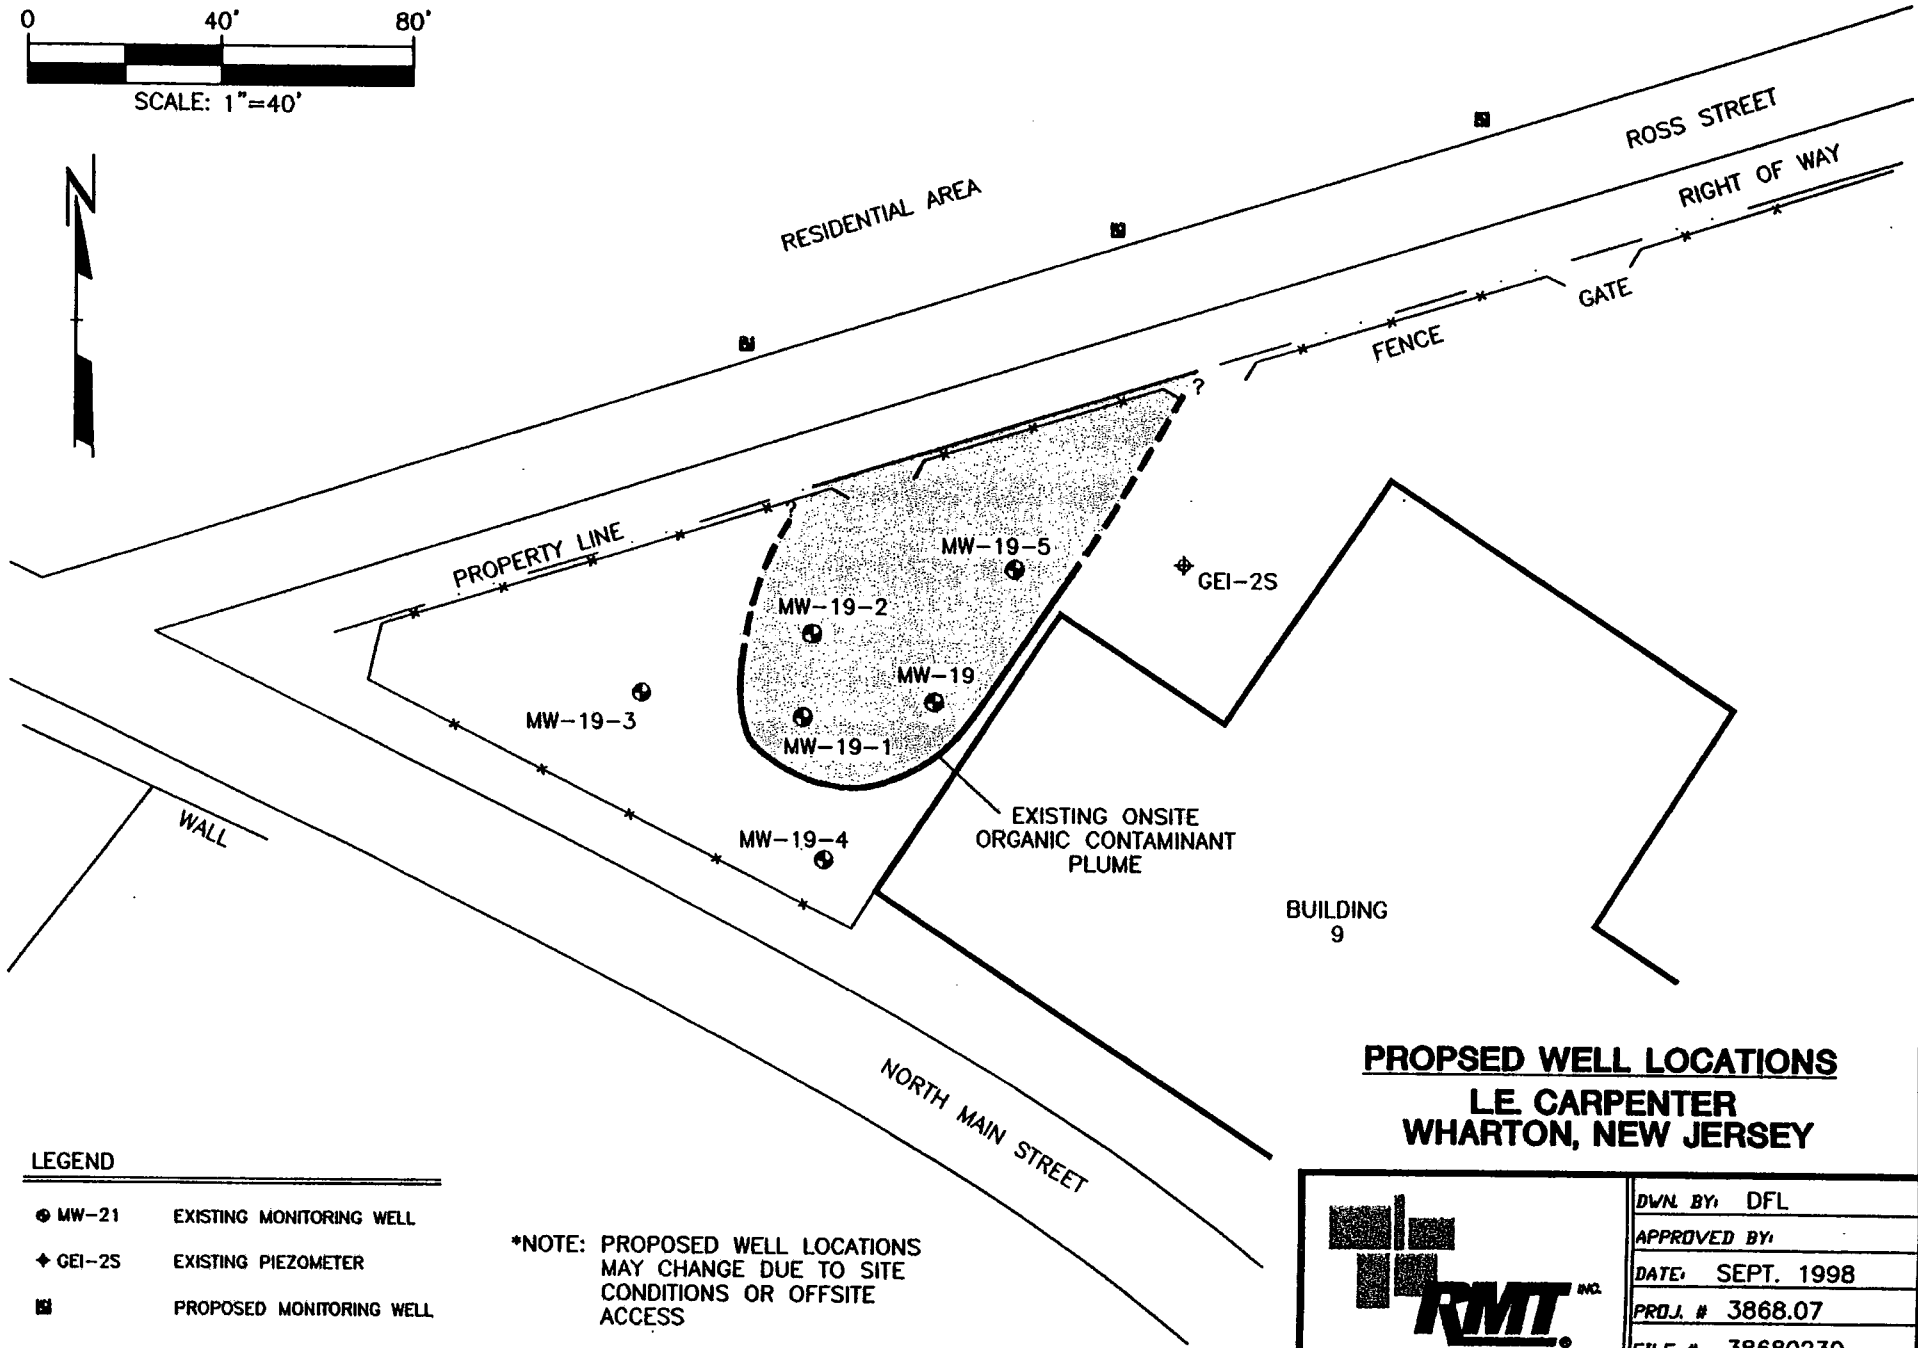 0 40' 80'
SCALE: 1"=40'
N
ROSS STREET
RIGHT OF WAY
RESIDENTIAL AREA
GATE
FENCE
?
?
PROPERTY LINE
MW-19-5
GEI-2S
MW-19-2
MW-19
MW-19-3
MW-19-1
EXISTING ONSITE
ORGANIC CONTAMINANT
PLUME
WALL
MW-19-4
BUILDING
9
NORTH MAIN STREET
PROPSED WELL LOCATIONS
L.E. CARPENTER
WHARTON, NEW JERSEY
LEGEND
MW-21 EXISTING MONITORING WELL
GEI-2S EXISTING PIEZOMETER
PROPOSED MONITORING WELL
*NOTE: PROPOSED WELL LOCATIONS
MAY CHANGE DUE TO SITE
CONDITIONS OR OFFSITE
ACCESS
RMT INC.
®
DWN. BY: DFL
APPROVED BY:
DATE: SEPT. 1998
PROJ. # 3868.07
FILE # 38680230